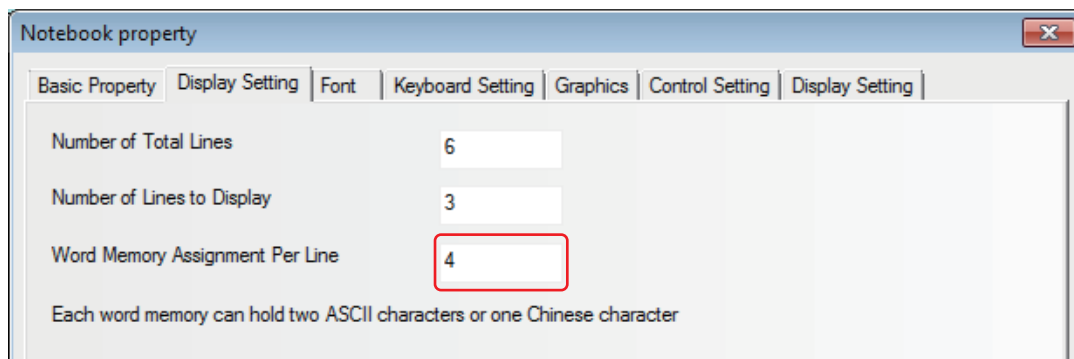 Notebook property
Basic Property Display Setting Font Keyboard Setting Graphics Control Setting Display Setting
Number of Total Lines 6
Number of Lines to Display 3
Word Memory Assignment Per Line 4
Each word memory can hold two ASCII characters or one Chinese character